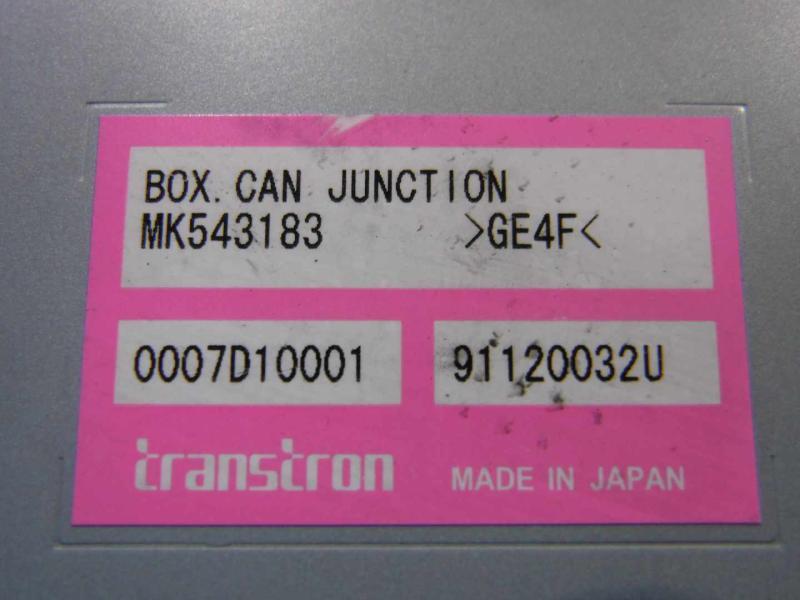 BOX. CAN JUNCTION
MK543183 >GE4F<
0007D10001 91120032U
transtron MADE IN JAPAN